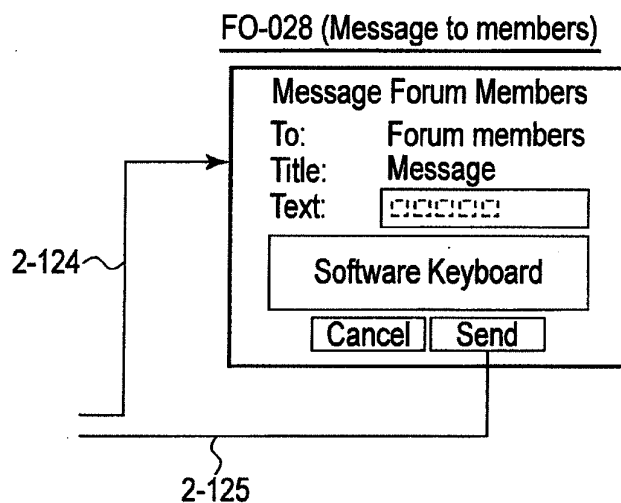 FO-028 (Message to members)
Message Forum Members
To: Forum members
Title: Message
Text:
Software Keyboard
Cancel Send
2-124
2-125